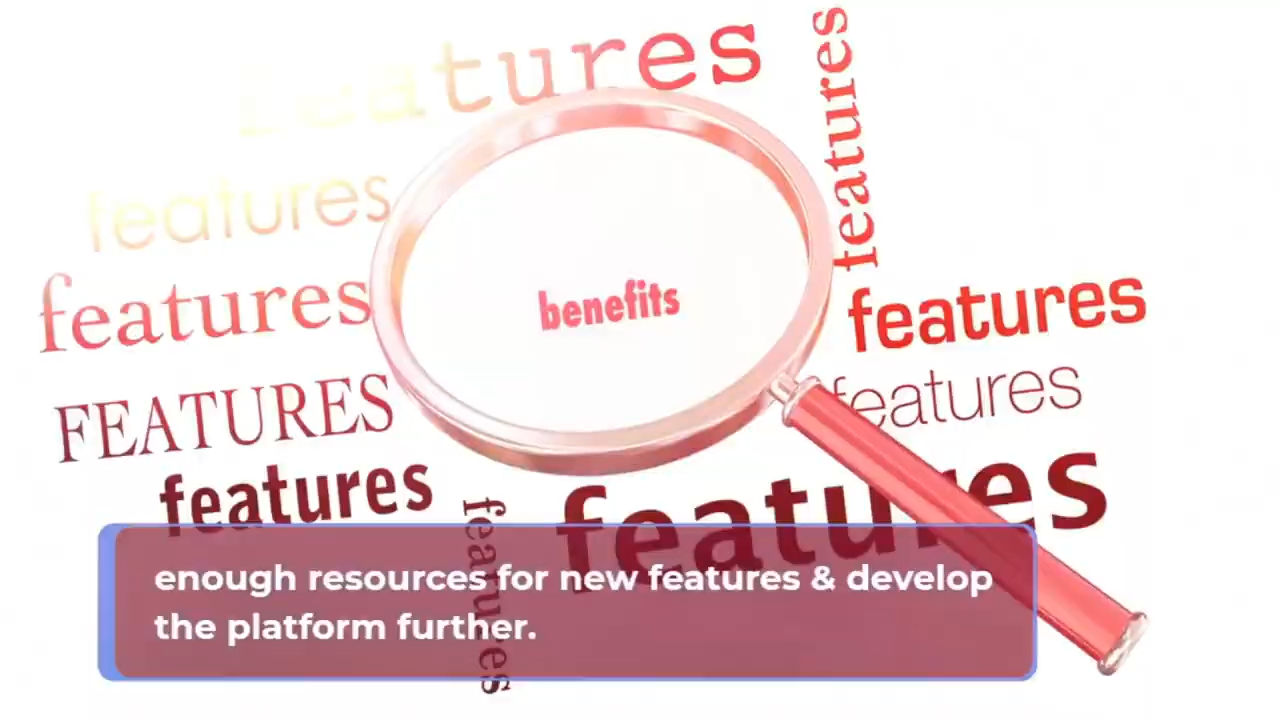 features
features
features
features
benefits
features
features
FEATURES
features
features
features
features
enough resources for new features & develop
the platform further.